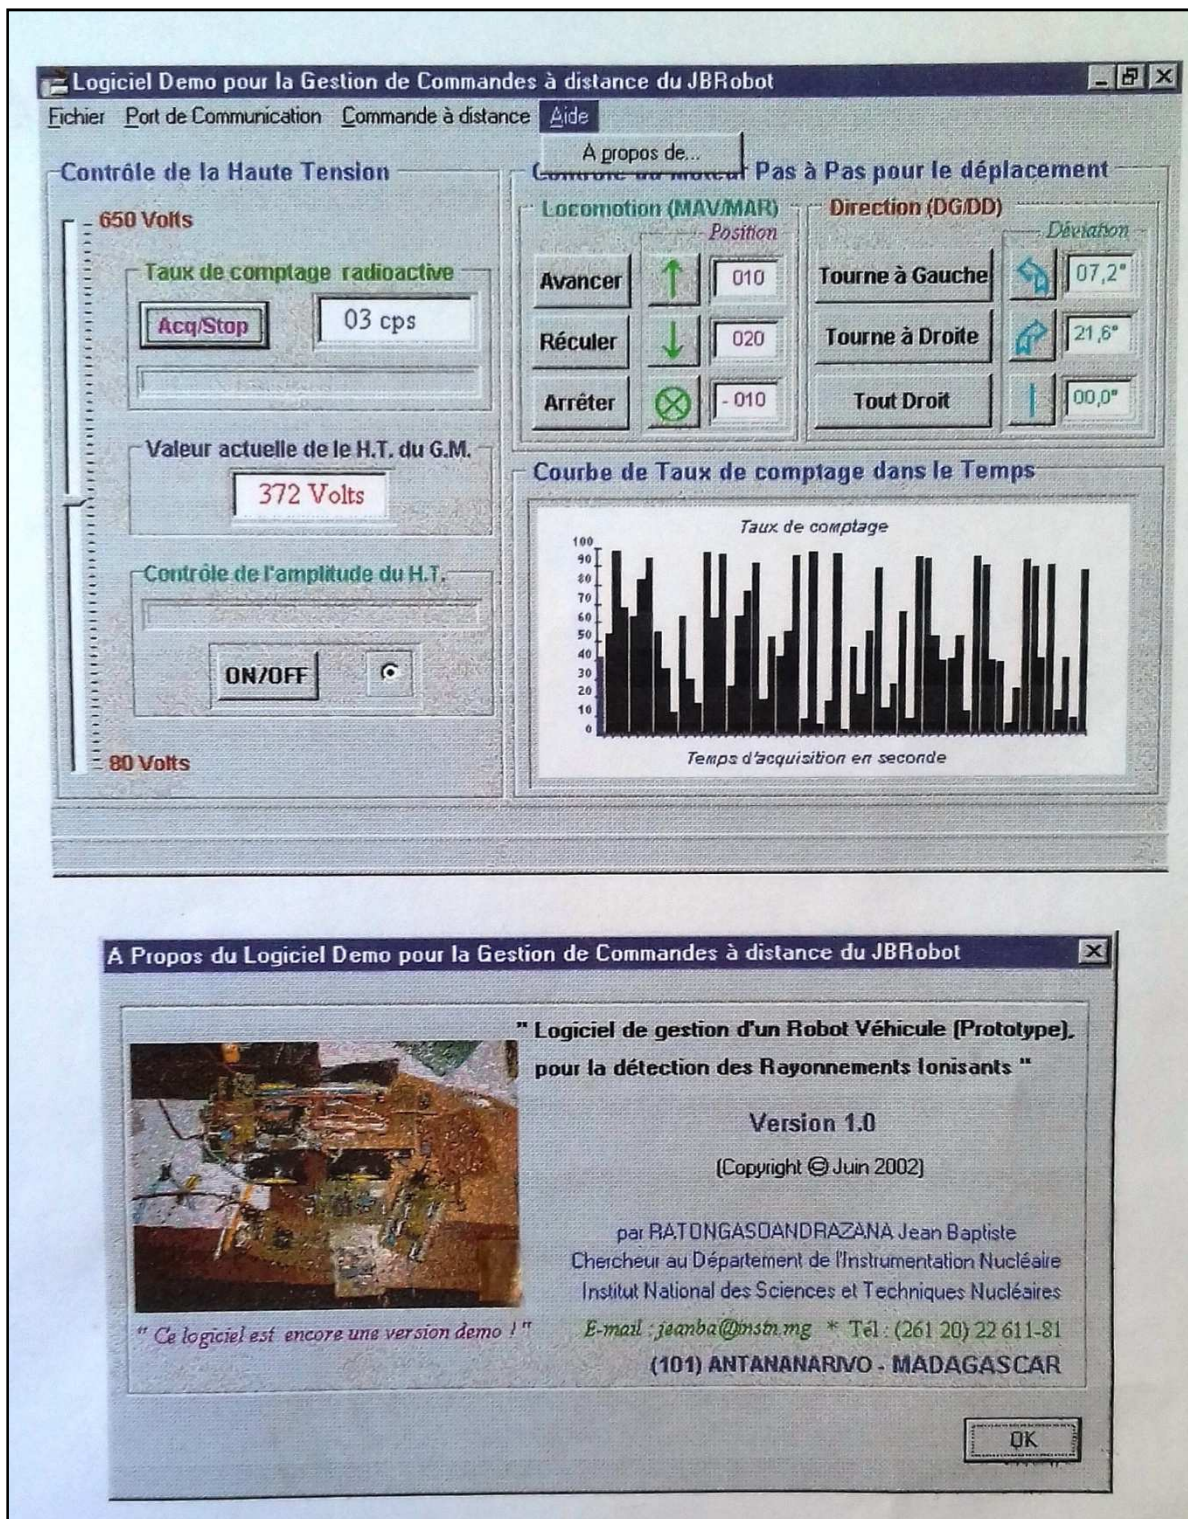 Logiciel Demo pour la Gestion de Commandes à distance du JBRobot
Fichier Port de Communication Commande à distance Aide
A propos de...
Contrôle de la Haute Tension
650 Volts
Taux de comptage radioactive
Acq/Stop
03 cps
Valeur actuelle de le H.T. du G.M.
372 Volts
Contrôle de l'amplitude du H.T.
ON/OFF
80 Volts
Contrôle du Moteur Pas à Pas pour le déplacement
Locomotion (MAV/MAR)
Position
Avancer 010
Réculer 020
Arrêter - 010
Direction (DG/DD)
Déviation
Tourne à Gauche 07,2°
Tourne à Droite 21,6°
Tout Droit 00,0°
Courbe de Taux de comptage dans le Temps
Taux de comptage
100
90
80
70
60
50
40
30
20
10
0
Temps d'acquisition en seconde
A Propos du Logiciel Demo pour la Gestion de Commandes à distance du JBRobot
" Logiciel de gestion d'un Robot Véhicule (Prototype),
pour la détection des Rayonnements Ionisants "
Version 1.0
(Copyright © Juin 2002)
par RATONGASOANDRAZANA Jean Baptiste
Chercheur au Département de l'Instrumentation Nucléaire
Institut National des Sciences et Techniques Nucléaires
" Ce logiciel est encore une version demo ! "
E-mail : jeanba@instn.mg * Tél : (261 20) 22 611-81
(101) ANTANANARIVO - MADAGASCAR
OK